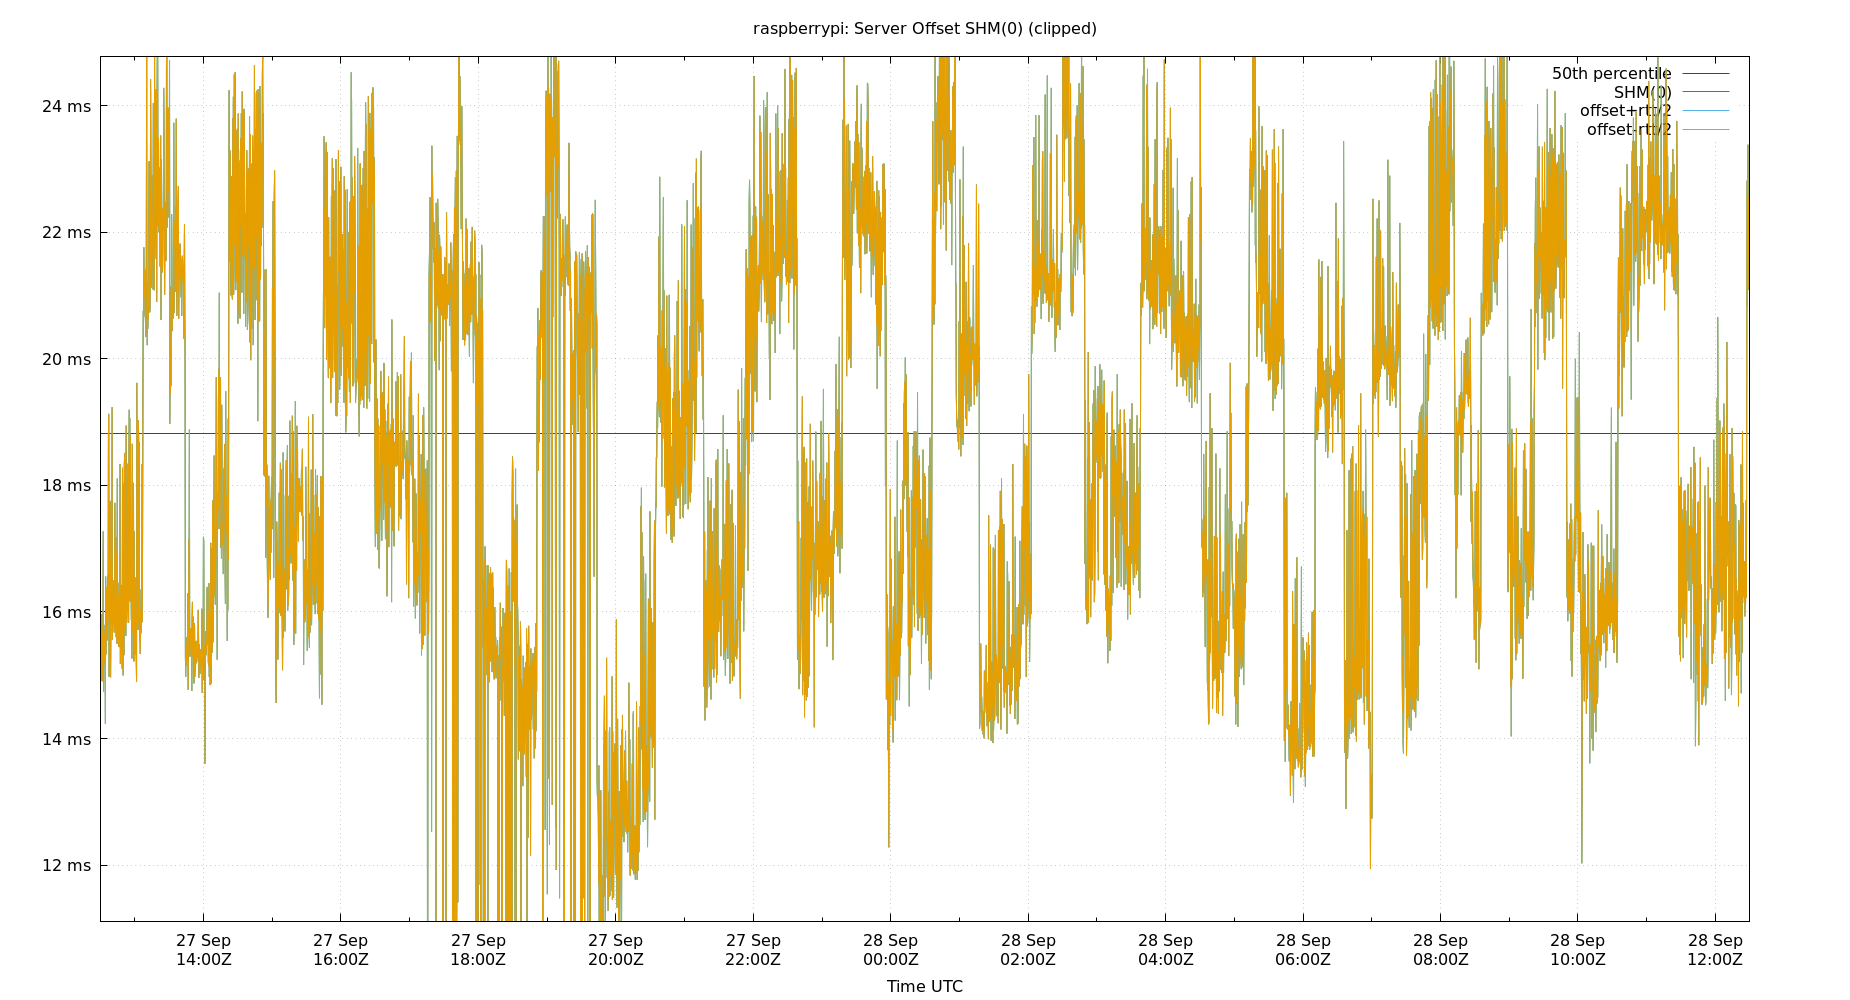 raspberrypi: Server Offset SHM(0) (clipped)
50th percentile
SHM(0)
offset+rtt/2
offset-rtt/2
24 ms
22 ms
20 ms
18 ms
16 ms
14 ms
12 ms
27 Sep 27 Sep 27 Sep 27 Sep 27 Sep 28 Sep 28 Sep 28 Sep 28 Sep 28 Sep 28 Sep 28 Sep
14:00Z 16:00Z 18:00Z 20:00Z 22:00Z 00:00Z 02:00Z 04:00Z 06:00Z 08:00Z 10:00Z 12:00Z
Time UTC